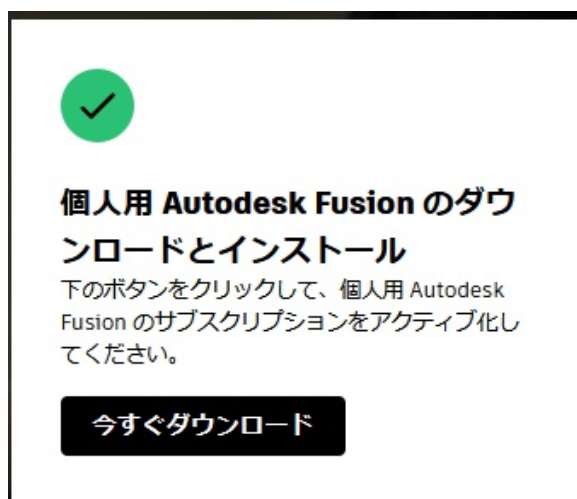 個人用 Autodesk Fusion のダウ
ンロードとインストール
下のボタンをクリックして、個人用 Autodesk
Fusion のサブスクリプションをアクティブ化し
てください。
今すぐダウンロード